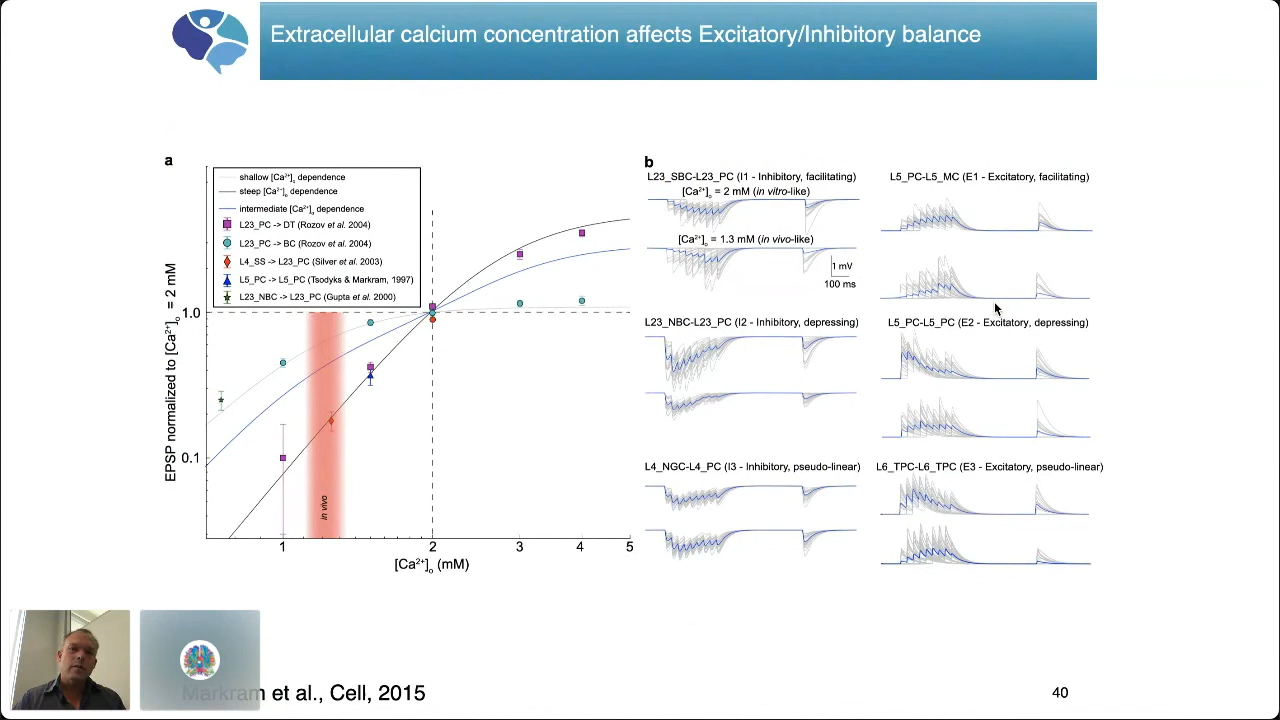 Extracellular calcium concentration affects Excitatory/Inhibitory balance
a
shallow [Ca²⁺]ₒ dependence
steep [Ca²⁺]ₒ dependence
intermediate [Ca²⁺]ₒ dependence
L23_PC -> DT (Rozov et al. 2004)
L23_PC -> BC (Rozov et al. 2004)
L4_SS -> L23_PC (Silver et al. 2003)
L5_PC -> L5_PC (Tsodyks & Markram, 1997)
L23_NBC -> L23_PC (Gupta et al. 2000)
EPSP normalized to [Ca²⁺]ₒ = 2 mM
1.0
0.1
in vivo
1 2 3 4 5
[Ca²⁺]ₒ (mM)
b
L23_SBC-L23_PC (I1 - Inhibitory, facilitating)
[Ca²⁺]ₒ = 2 mM (in vitro-like)
[Ca²⁺]ₒ = 1.3 mM (in vivo-like)
1 mV
100 ms
L5_PC-L5_MC (E1 - Excitatory, facilitating)
L23_NBC-L23_PC (I2 - Inhibitory, depressing)
L5_PC-L5_PC (E2 - Excitatory, depressing)
L4_NGC-L4_PC (I3 - Inhibitory, pseudo-linear)
L6_TPC-L6_TPC (E3 - Excitatory, pseudo-linear)
Markram et al., Cell, 2015
40